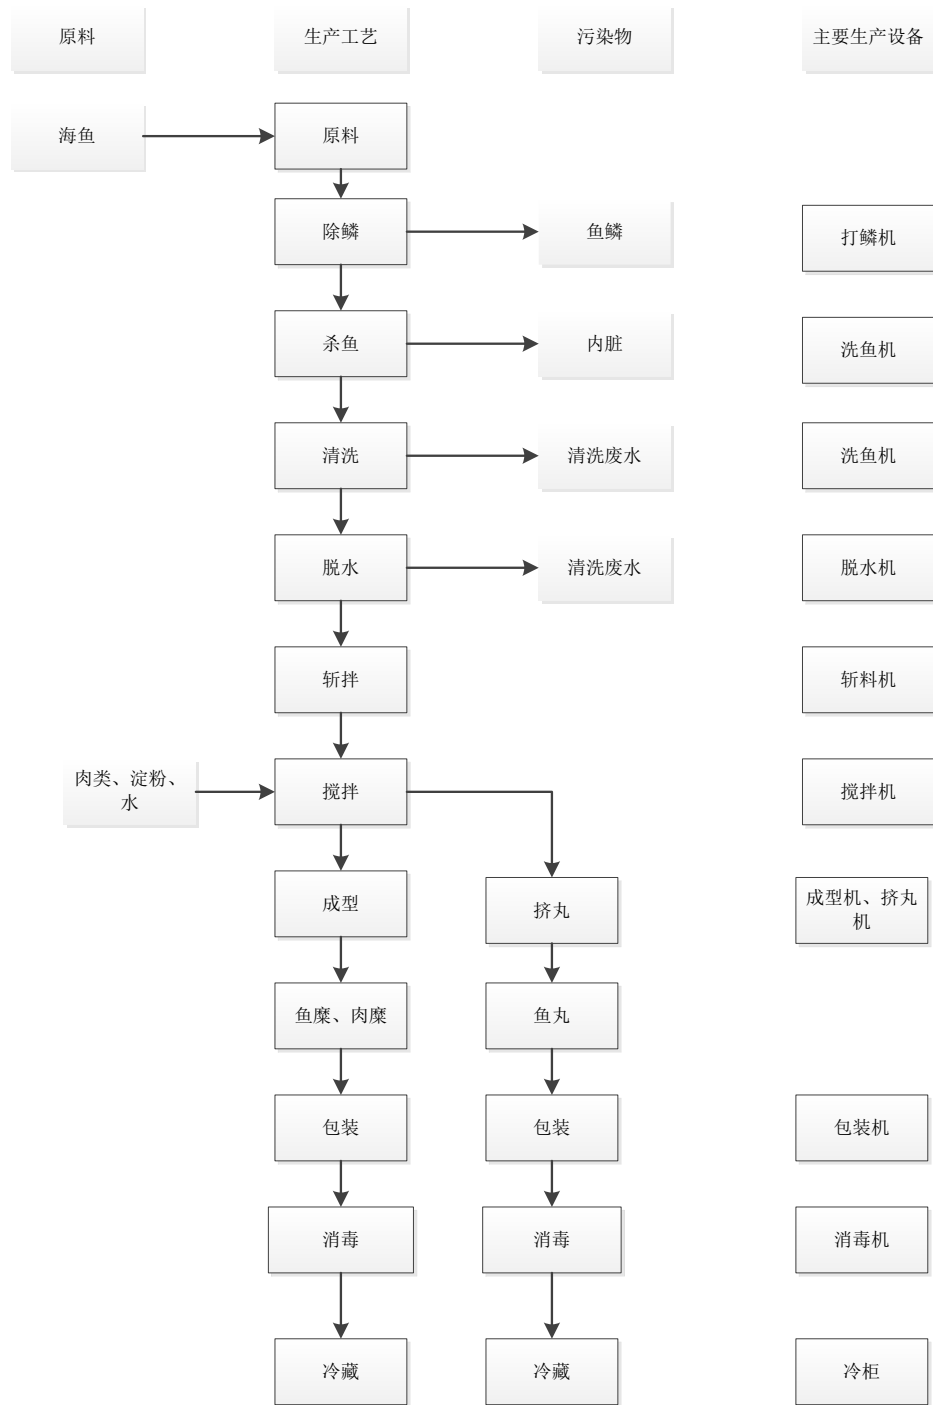 原料
生产工艺
污染物
主要生产设备
海鱼
原料
除鳞
鱼鳞
打鳞机
杀鱼
内脏
洗鱼机
清洗
清洗废水
洗鱼机
脱水
清洗废水
脱水机
斩拌
斩料机
肉类、淀粉、
水
搅拌
搅拌机
成型
挤丸
成型机、挤丸
机
鱼糜、肉糜
鱼丸
包装
包装
包装机
消毒
消毒
消毒机
冷藏
冷藏
冷柜